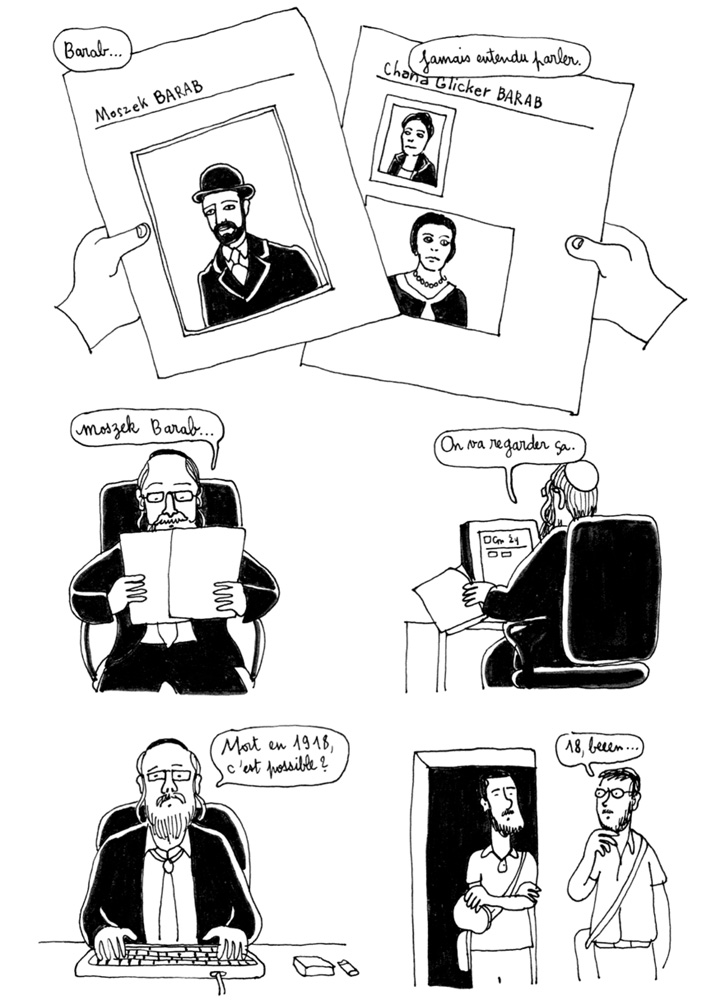 Barab...
Jamais entendu parler.
Moszek BARAB
Chana Glicker BARAB
Moszek Barab...
On va regarder ça.
Mort en 1918,
c'est possible?
18, beeen...